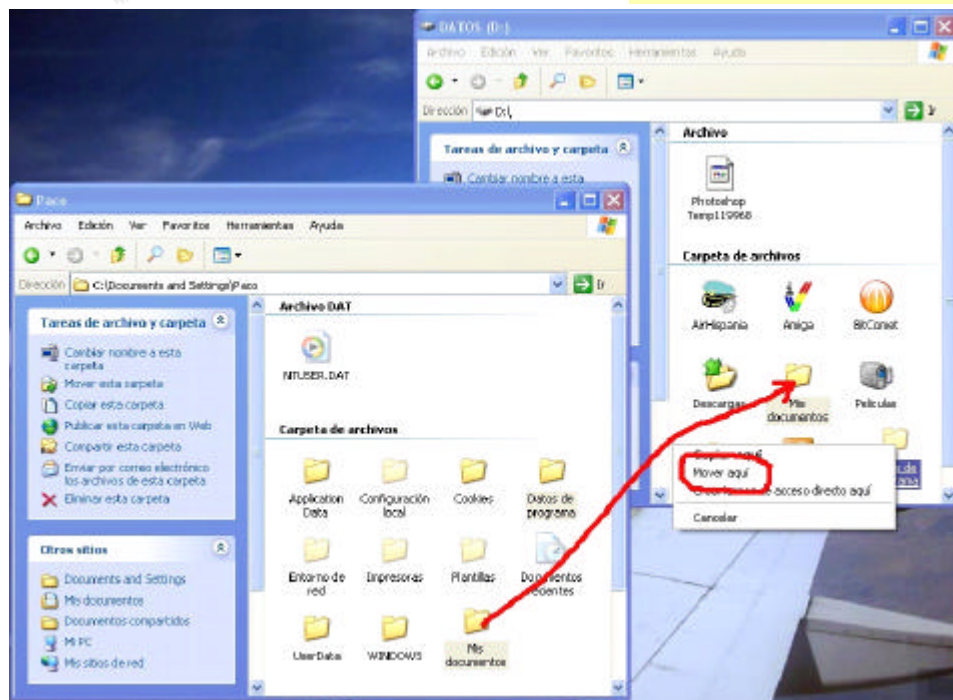 DATOS (D:)
Archivo Edición Ver Favoritos Herramientas Ayuda
Dirección D:\ Ir
Tareas de archivo y carpeta
Cambiar nombre a esta
Archivo
Photoshop
Temp119968
Carpeta de archivos
AirHispania Amiga BitComet
Descargas Mis
documentos Peliculas
Copiar aquí
Mover aquí
acceso directo aquí
Cancelar
Paco
Archivo Edición Ver Favoritos Herramientas Ayuda
Dirección C:\Documents and Settings\Paco Ir
Tareas de archivo y carpeta
Cambiar nombre a esta
carpeta
Mover esta carpeta
Copiar esta carpeta
Publicar esta carpeta en Web
Compartir esta carpeta
Enviar por correo electrónico
los archivos de esta carpeta
Eliminar esta carpeta
Otros sitios
Documents and Settings
Mis documentos
Documentos compartidos
Mi PC
Mis sitios de red
Archivo DAT
NTUSER.DAT
Carpeta de archivos
Application
Data
Configuración
local
Cookies
Datos de
programa
Entorno de
red
Impresoras
Plantillas
Documentos
recientes
UserData
WINDOWS
Mis
documentos